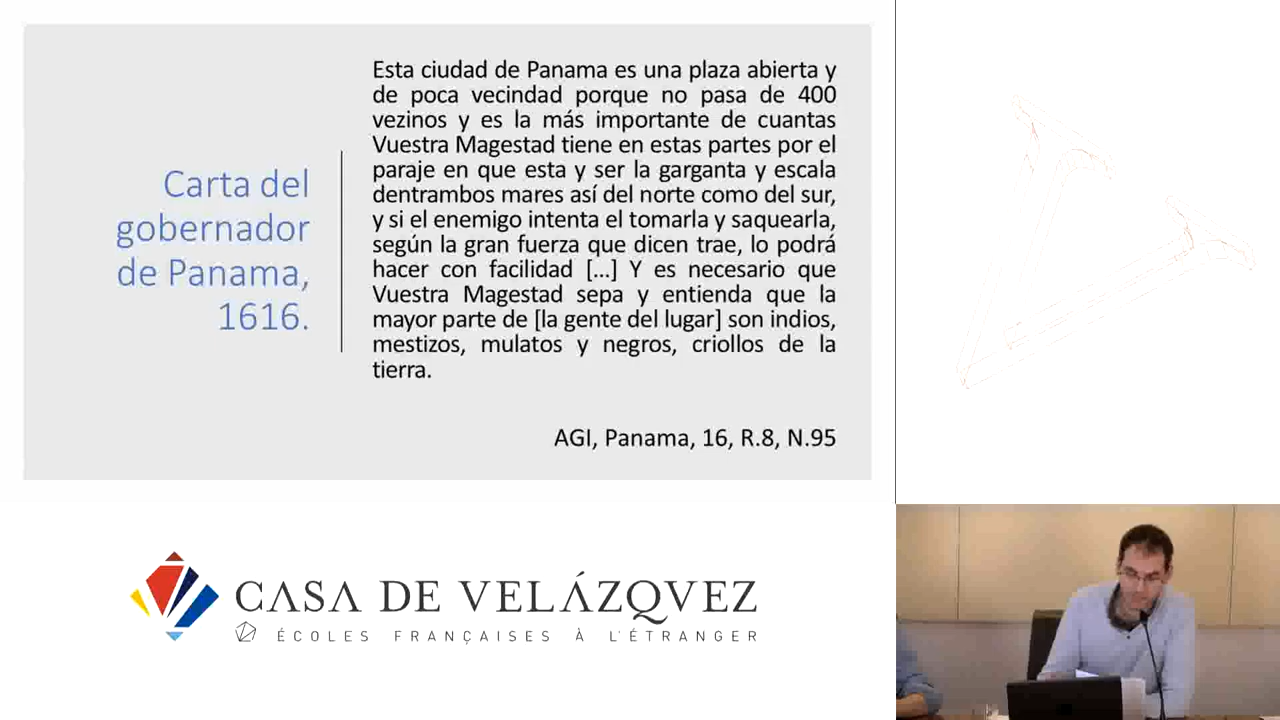 Carta del
gobernador
de Panama,
1616.
Esta ciudad de Panama es una plaza abierta y
de poca vecindad porque no pasa de 400
vezinos y es la más importante de cuantas
Vuestra Magestad tiene en estas partes por el
paraje en que esta y ser la garganta y escala
dentrambos mares así del norte como del sur,
y si el enemigo intenta el tomarla y saquearla,
según la gran fuerza que dicen trae, lo podrá
hacer con facilidad [...] Y es necesario que
Vuestra Magestad sepa y entienda que la
mayor parte de [la gente del lugar] son indios,
mestizos, mulatos y negros, criollos de la
tierra.
AGI, Panama, 16, R.8, N.95
CASA DE VELÁZQVEZ
ÉCOLES FRANÇAISES À L'ÉTRANGER